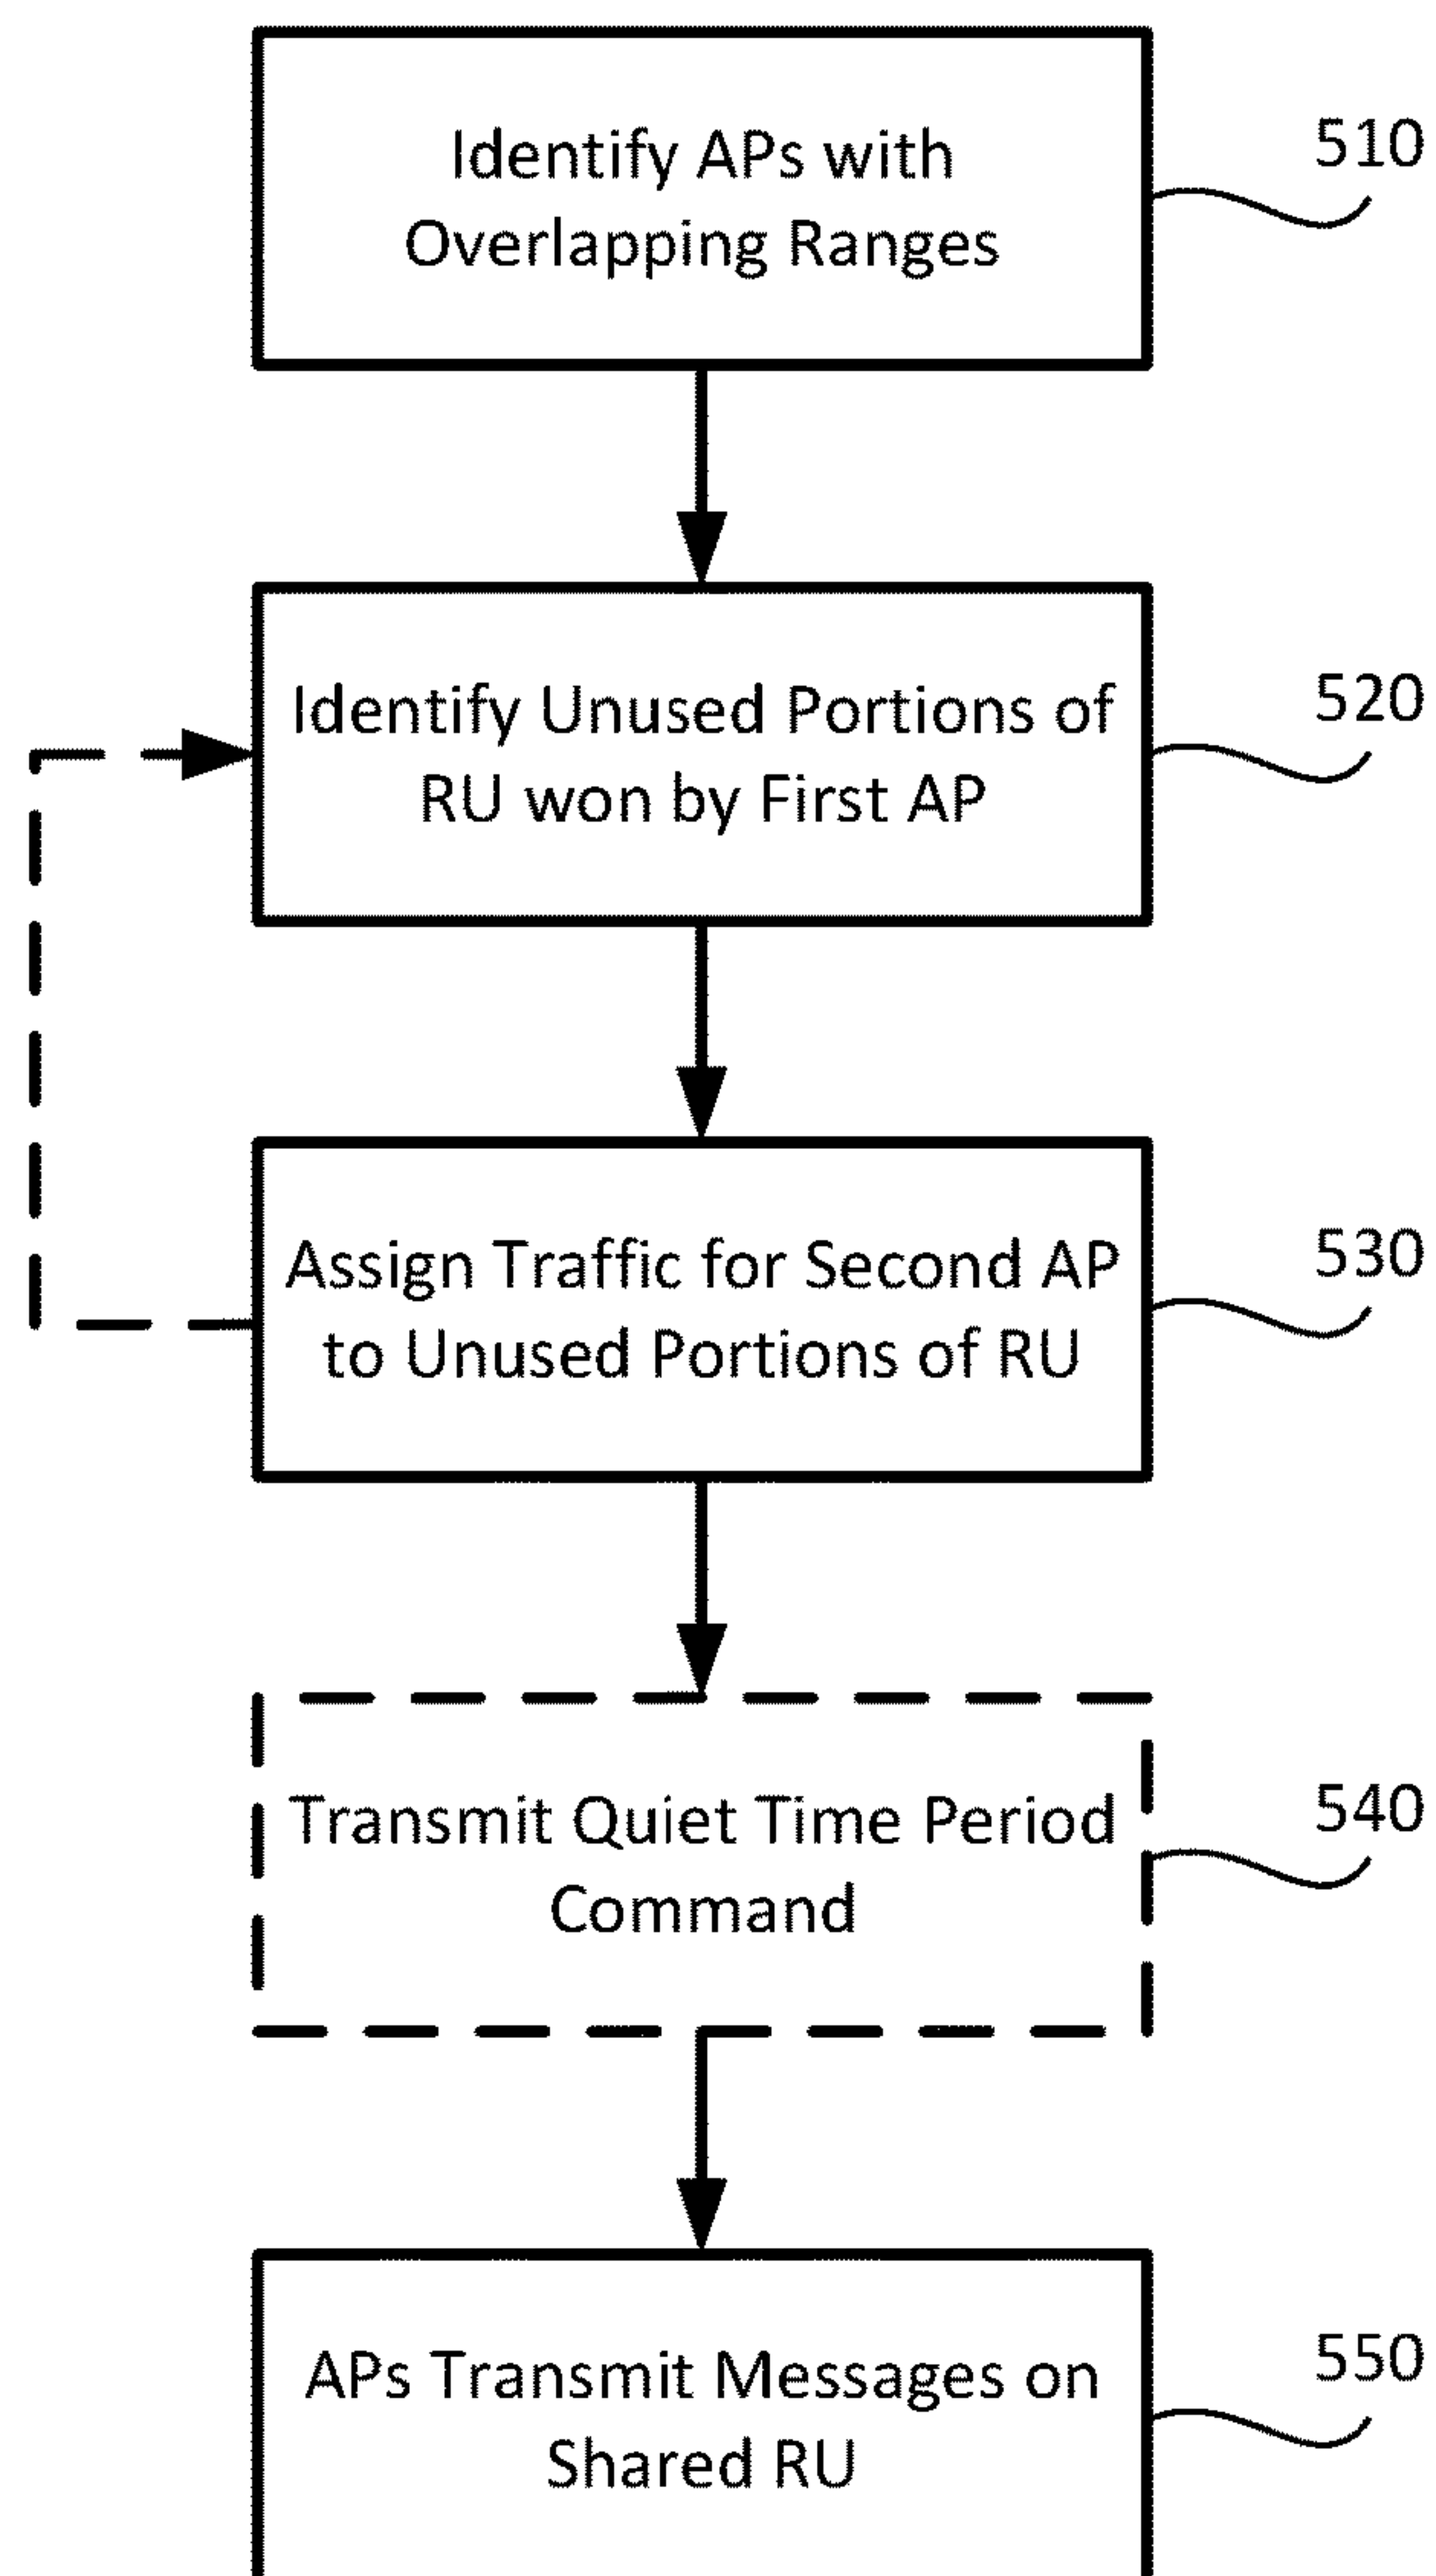 Identify APs with
Overlapping Ranges
510
Identify Unused Portions of
RU won by First AP
520
Assign Traffic for Second AP
to Unused Portions of RU
530
Transmit Quiet Time Period
Command
540
APs Transmit Messages on
Shared RU
550